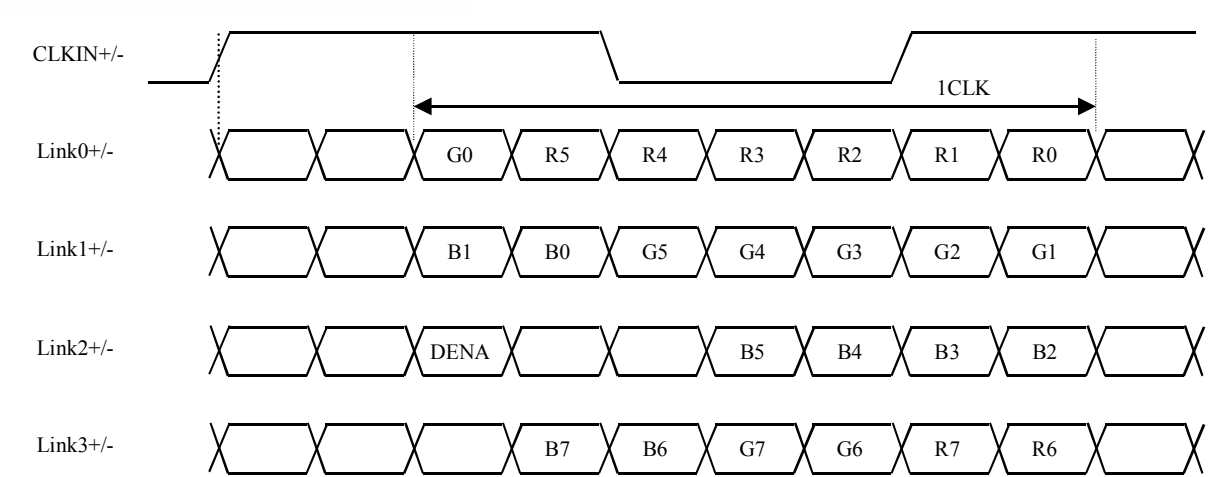 CLKIN+/-
1CLK
Link0+/- G0 R5 R4 R3 R2 R1 R0
Link1+/- B1 B0 G5 G4 G3 G2 G1
Link2+/- DENA B5 B4 B3 B2
Link3+/- B7 B6 G7 G6 R7 R6